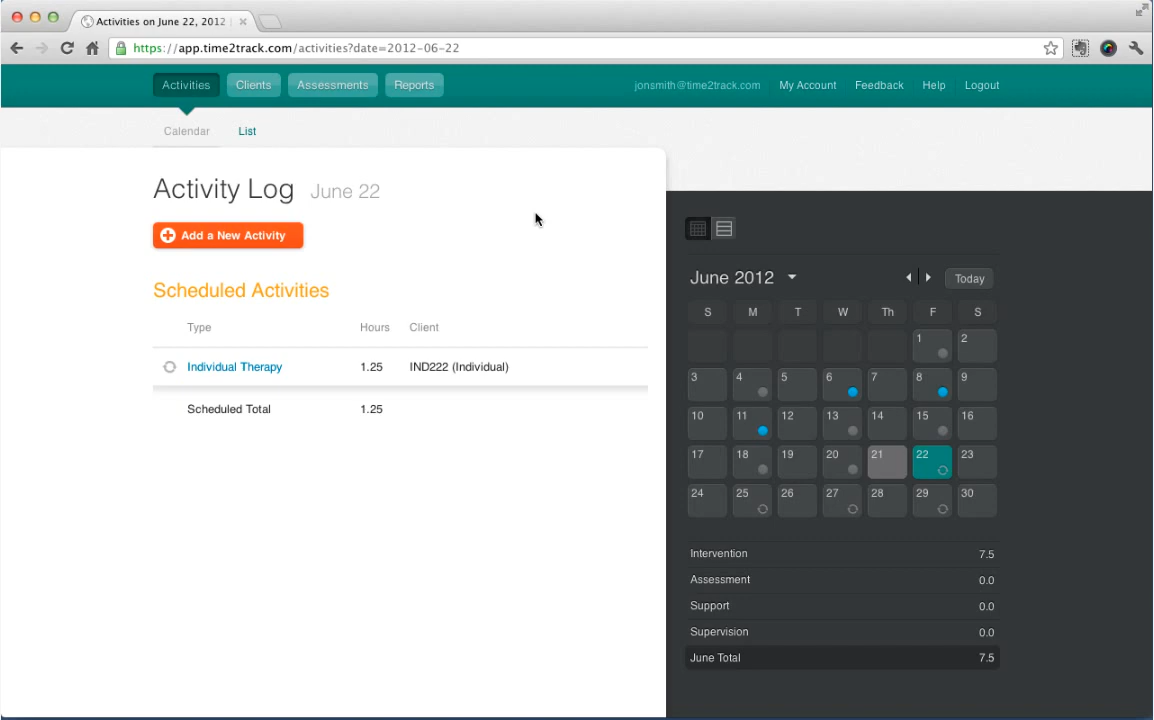 Activities on June 22, 2012
https://app.time2track.com/activities?date=2012-06-22
Activities Clients Assessments Reports jonsmith@time2track.com My Account Feedback Help Logout
Calendar List
Activity Log June 22
Add a New Activity
Scheduled Activities
Type Hours Client
Individual Therapy 1.25 IND222 (Individual)
Scheduled Total 1.25
June 2012 Today
S M T W Th F S
1 2
3 4 5 6 7 8 9
10 11 12 13 14 15 16
17 18 19 20 21 22 23
24 25 26 27 28 29 30
Intervention 7.5
Assessment 0.0
Support 0.0
Supervision 0.0
June Total 7.5